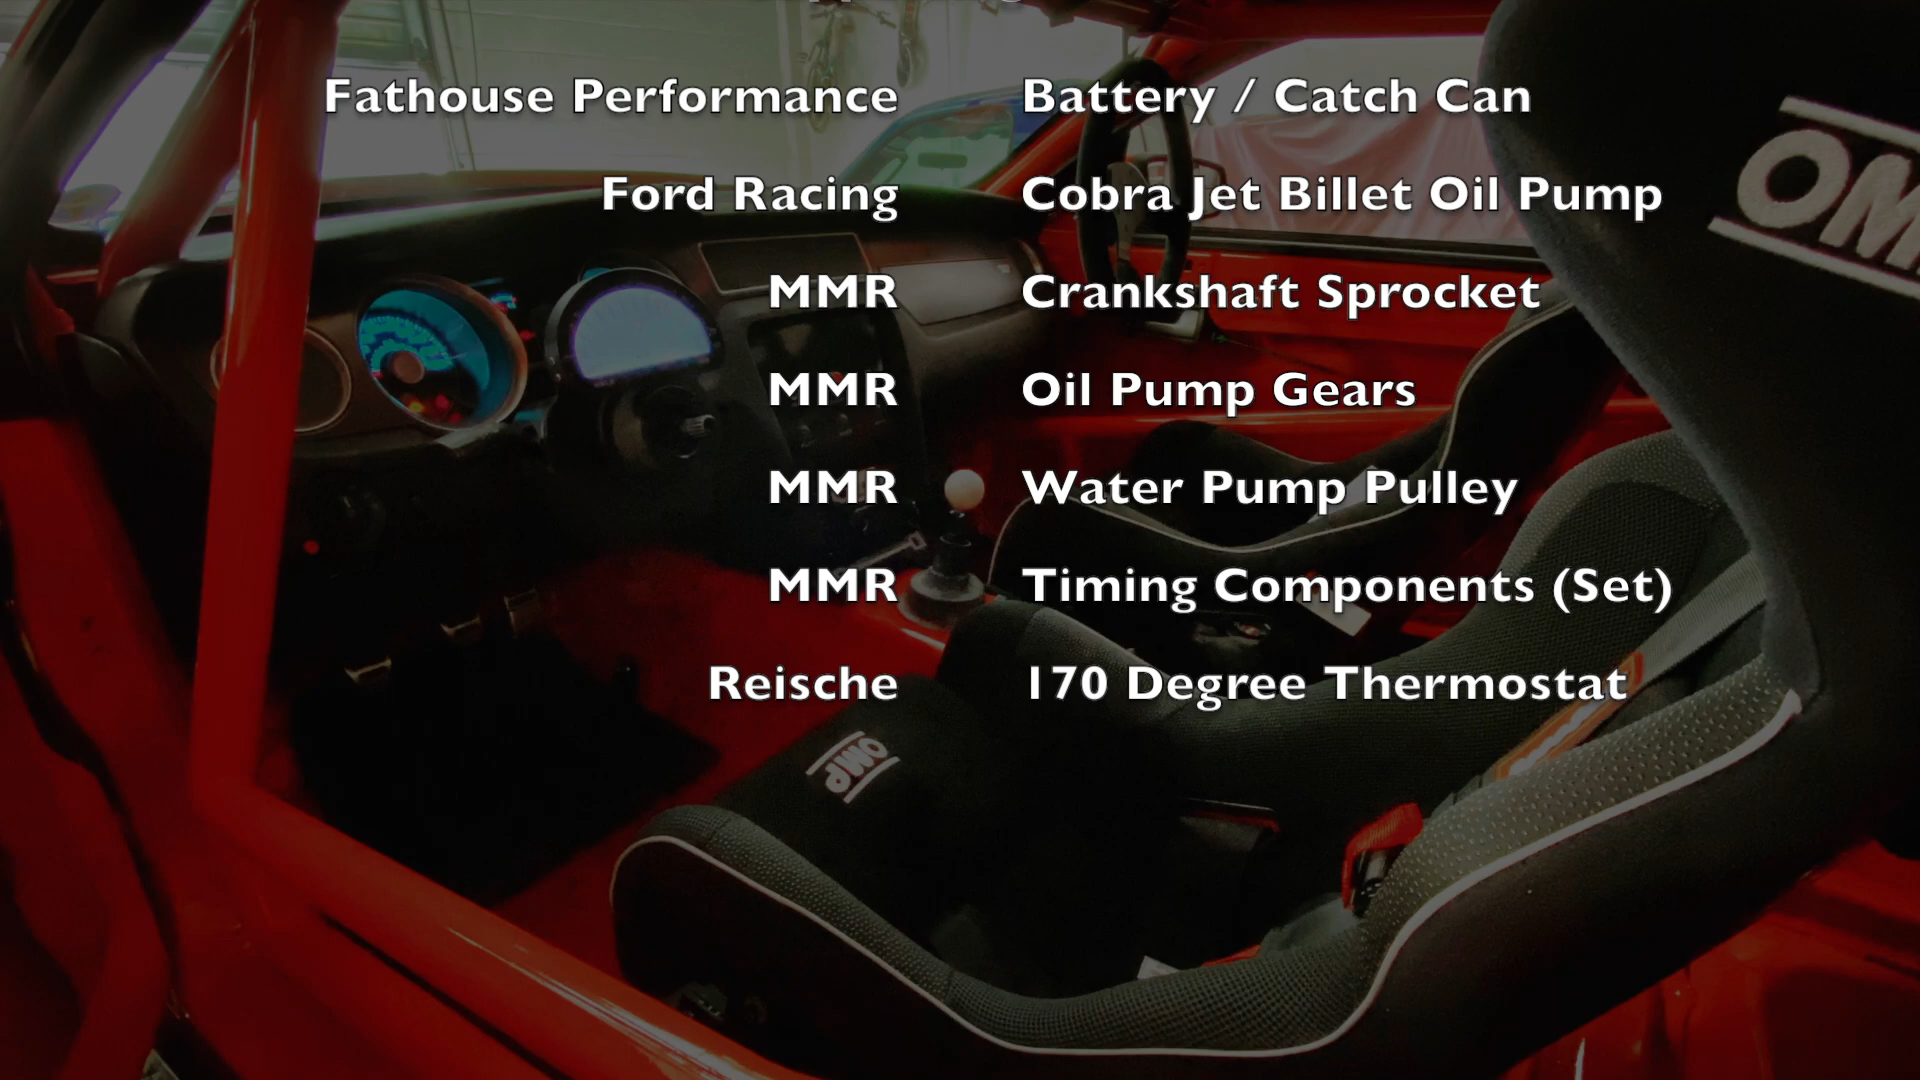 Fathouse Performance Battery / Catch Can
Ford Racing Cobra Jet Billet Oil Pump
MMR Crankshaft Sprocket
MMR Oil Pump Gears
MMR Water Pump Pulley
MMR Timing Components (Set)
Reische 170 Degree Thermostat
OMP